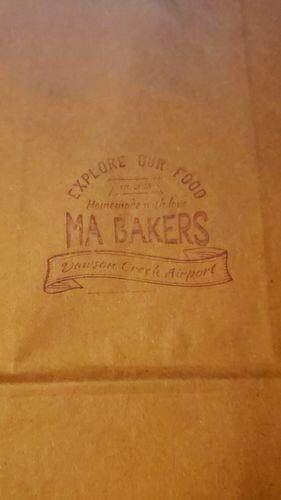 EXPLORE OUR FOOD
Homemade with love
MA BAKERS
Dawson Creek Airport